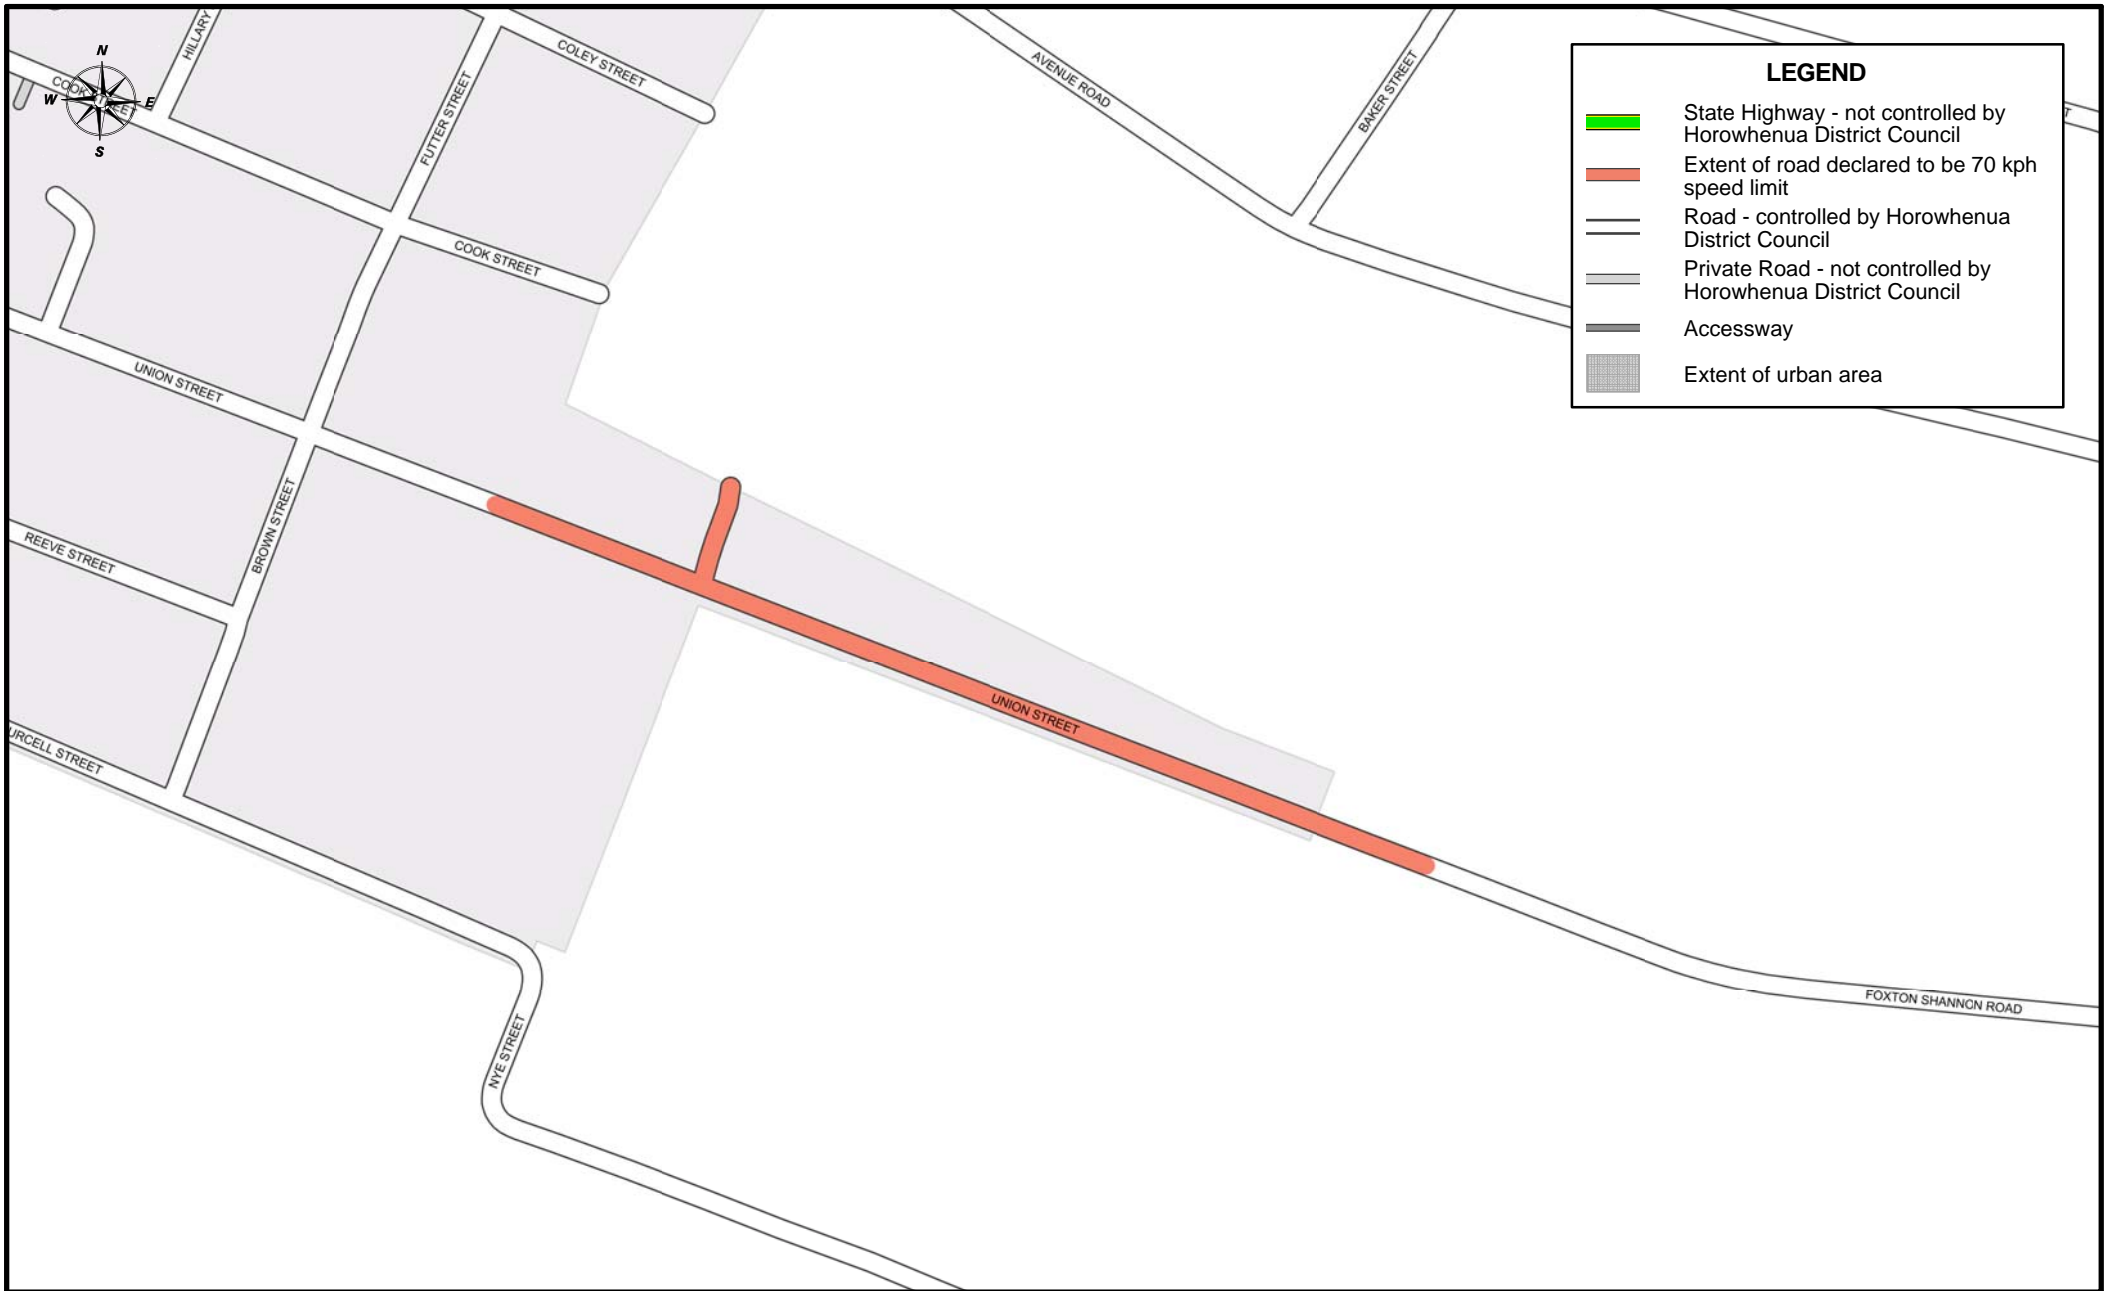 HILLARY
COLEY STREET
AVENUE ROAD
BAKER STREET
N
W
E
S
COOK STREET
FUTTER STREET
COOK STREET
UNION STREET
BROWN STREET
REEVE STREET
URCELL STREET
UNION STREET
NYE STREET
FOXTON SHANNON ROAD
T
LEGEND
State Highway - not controlled by
Horowhenua District Council
Extent of road declared to be 70 kph
speed limit
Road - controlled by Horowhenua
District Council
Private Road - not controlled by
Horowhenua District Council
Accessway
Extent of urban area